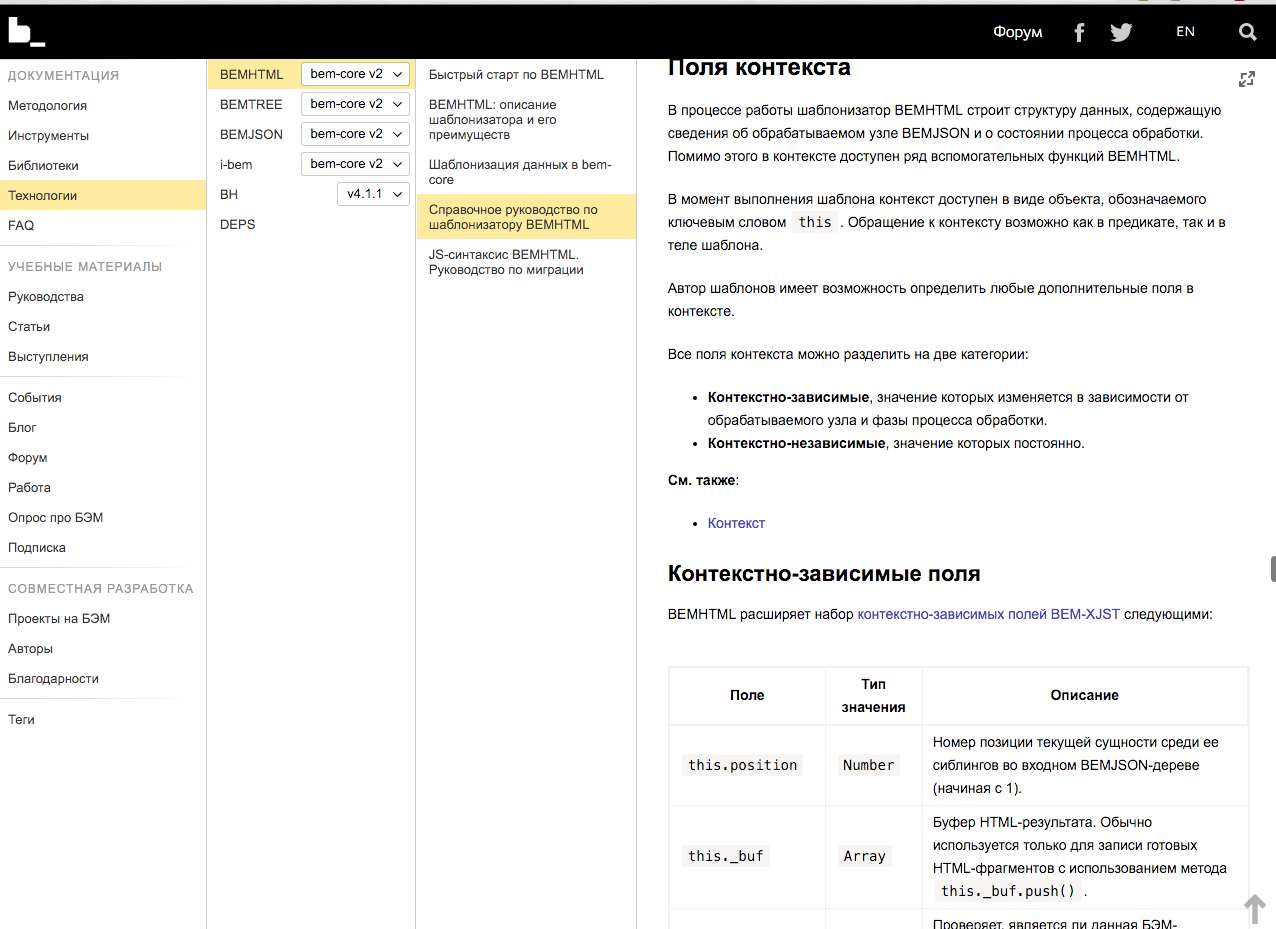 b_
Форум
EN
ДОКУМЕНТАЦИЯ
Методология
Инструменты
Библиотеки
Технологии
FAQ
УЧЕБНЫЕ МАТЕРИАЛЫ
Руководства
Статьи
Выступления
События
Блог
Форум
Работа
Опрос про БЭМ
Подписка
СОВМЕСТНАЯ РАЗРАБОТКА
Проекты на БЭМ
Авторы
Благодарности
Теги
BEMHTML bem-core v2
BEMTREE bem-core v2
BEMJSON bem-core v2
i-bem bem-core v2
BH v4.1.1
DEPS
Быстрый старт по BEMHTML
BEMHTML: описание
шаблонизатора и его
преимуществ
Шаблонизация данных в bem-
core
Справочное руководство по
шаблонизатору BEMHTML
JS-синтаксис BEMHTML.
Руководство по миграции
Поля контекста
В процессе работы шаблонизатор BEMHTML строит структуру данных, содержащую
сведения об обрабатываемом узле BEMJSON и о состоянии процесса обработки.
Помимо этого в контексте доступен ряд вспомогательных функций BEMHTML.
В момент выполнения шаблона контекст доступен в виде объекта, обозначаемого
ключевым словом this . Обращение к контексту возможно как в предикате, так и в
теле шаблона.
Автор шаблонов имеет возможность определить любые дополнительные поля в
контексте.
Все поля контекста можно разделить на две категории:
• Контекстно-зависимые, значение которых изменяется в зависимости от
обрабатываемого узла и фазы процесса обработки.
• Контекстно-независимые, значение которых постоянно.
См. также:
• Контекст
Контекстно-зависимые поля
BEMHTML расширяет набор контекстно-зависимых полей BEM-XJST следующими:
Поле
Тип
значения
Описание
this.position
Number
Номер позиции текущей сущности среди ее
сиблингов во входном BEMJSON-дереве
(начиная с 1).
this._buf
Array
Буфер HTML-результата. Обычно
используется только для записи готовых
HTML-фрагментов с использованием метода
this._buf.push() .
Проверяет, является ли данная БЭМ-